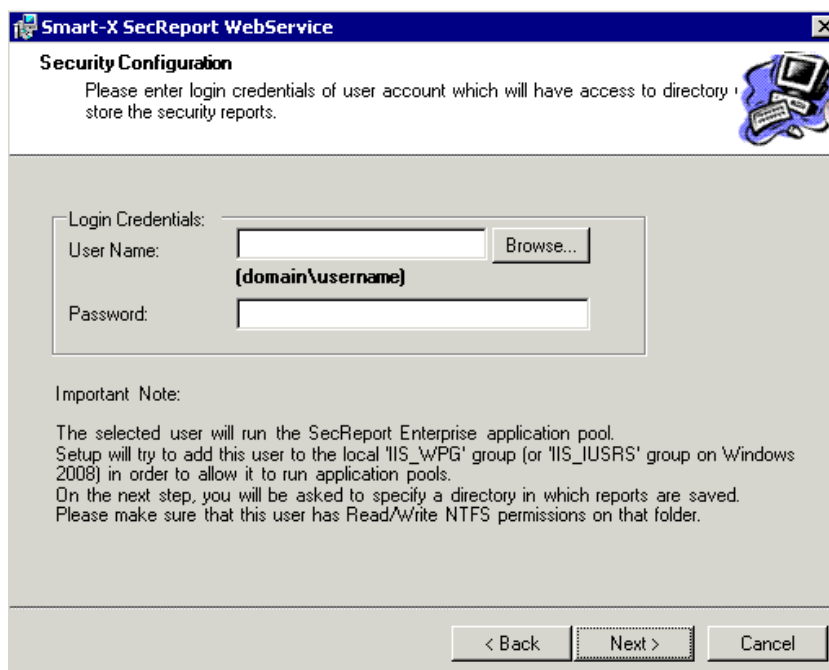 Smart-X SecReport WebService
Security Configuration
Please enter login credentials of user account which will have access to directory
store the security reports.
Login Credentials:
User Name:
Browse...
(domain\username)
Password:
Important Note:
The selected user will run the SecReport Enterprise application pool.
Setup will try to add this user to the local 'IIS_WPG' group (or 'IIS_IUSRS' group on Windows
2008) in order to allow it to run application pools.
On the next step, you will be asked to specify a directory in which reports are saved.
Please make sure that this user has Read/Write NTFS permissions on that folder.
< Back
Next >
Cancel